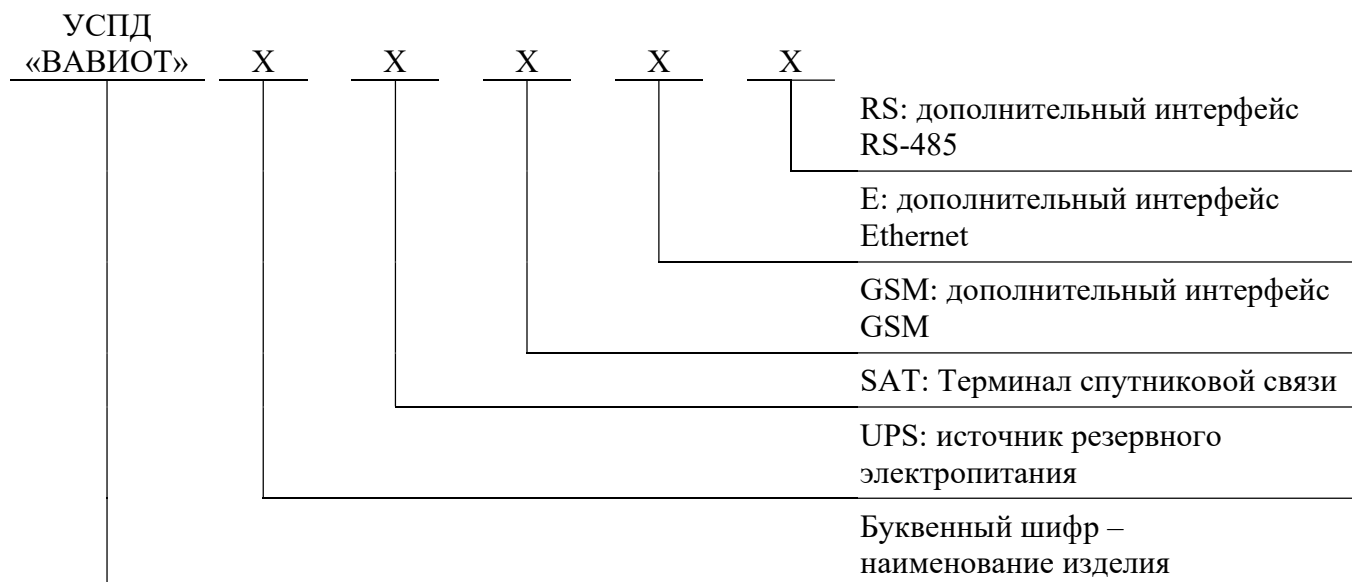 УСПД
«ВАВИОТ» X X X X X
RS: дополнительный интерфейс
RS-485
E: дополнительный интерфейс
Ethernet
GSM: дополнительный интерфейс
GSM
SAT: Терминал спутниковой связи
UPS: источник резервного
электропитания
Буквенный шифр –
наименование изделия